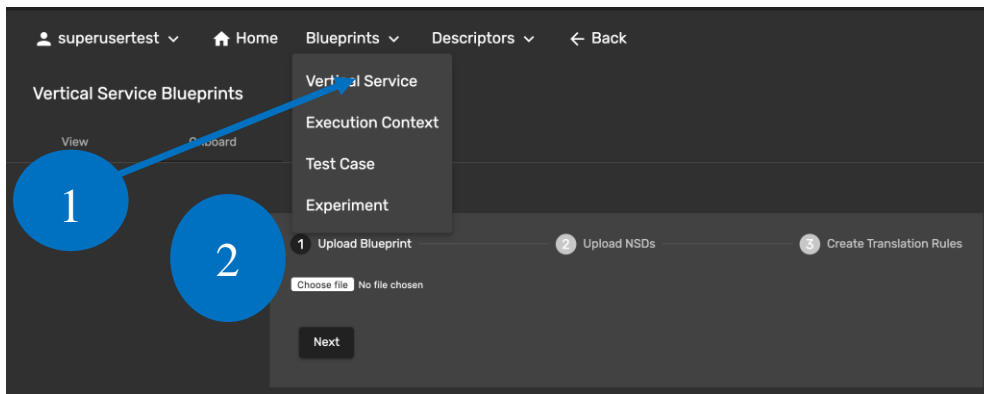 superusertest Home Blueprints Descriptors Back
Vertical Service
Vertical Service Blueprints
Execution Context
View Onboard
Test Case
1
Experiment
2
1 Upload Blueprint 2 Upload NSDs 3 Create Translation Rules
Choose file No file chosen
Next